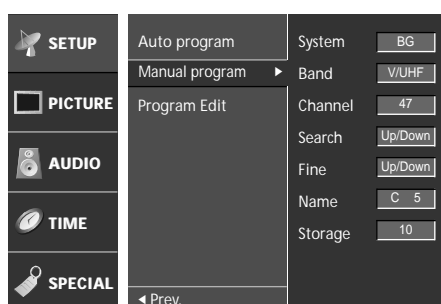 SETUP
PICTURE
AUDIO
TIME
SPECIAL
Auto program
Manual program ▶
Program Edit
◀ Prev.
System BG
Band V/UHF
Channel 47
Search Up/Down
Fine Up/Down
Name C 5
Storage 10